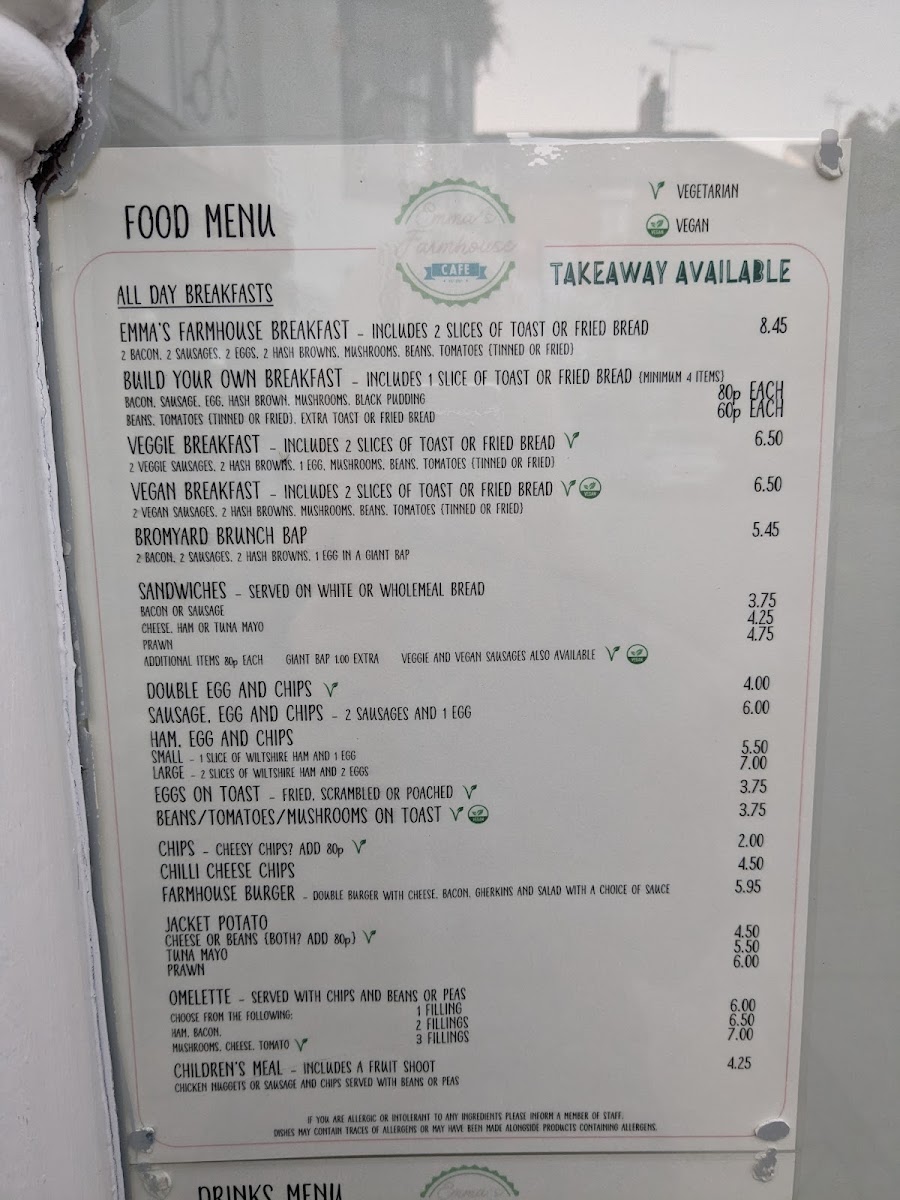 FOOD MENU
Emma's
Farmhouse
CAFE
VEGETARIAN
VEGAN
TAKEAWAY AVAILABLE
ALL DAY BREAKFASTS
EMMA'S FARMHOUSE BREAKFAST - INCLUDES 2 SLICES OF TOAST OR FRIED BREAD 8.45
2 BACON, 2 SAUSAGES, 2 EGGS, 2 HASH BROWNS, MUSHROOMS, BEANS, TOMATOES (TINNED OR FRIED)
BUILD YOUR OWN BREAKFAST - INCLUDES 1 SLICE OF TOAST OR FRIED BREAD (MINIMUM 4 ITEMS)
BACON, SAUSAGE, EGG, HASH BROWN, MUSHROOMS, BLACK PUDDING 80p EACH
BEANS, TOMATOES (TINNED OR FRIED), EXTRA TOAST OR FRIED BREAD 60p EACH
VEGGIE BREAKFAST - INCLUDES 2 SLICES OF TOAST OR FRIED BREAD 6.50
2 VEGGIE SAUSAGES, 2 HASH BROWNS, 1 EGG, MUSHROOMS, BEANS, TOMATOES (TINNED OR FRIED)
VEGAN BREAKFAST - INCLUDES 2 SLICES OF TOAST OR FRIED BREAD VEGAN 6.50
2 VEGAN SAUSAGES, 2 HASH BROWNS, MUSHROOMS, BEANS, TOMATOES (TINNED OR FRIED)
BROMYARD BRUNCH BAP 5.45
2 BACON, 2 SAUSAGES, 2 HASH BROWNS, 1 EGG IN A GIANT BAP
SANDWICHES - SERVED ON WHITE OR WHOLEMEAL BREAD
BACON OR SAUSAGE 3.75
CHEESE, HAM OR TUNA MAYO 4.25
PRAWN 4.75
ADDITIONAL ITEMS 80p EACH GIANT BAP 1.00 EXTRA VEGGIE AND VEGAN SAUSAGES ALSO AVAILABLE
DOUBLE EGG AND CHIPS 4.00
SAUSAGE, EGG AND CHIPS - 2 SAUSAGES AND 1 EGG 6.00
HAM, EGG AND CHIPS
SMALL - 1 SLICE OF WILTSHIRE HAM AND 1 EGG 5.50
LARGE - 2 SLICES OF WILTSHIRE HAM AND 2 EGGS 7.00
EGGS ON TOAST - FRIED, SCRAMBLED OR POACHED 3.75
BEANS/TOMATOES/MUSHROOMS ON TOAST 3.75
CHIPS - CHEESY CHIPS? ADD 80p 2.00
CHILLI CHEESE CHIPS 4.50
FARMHOUSE BURGER - DOUBLE BURGER WITH CHEESE, BACON, GHERKINS AND SALAD WITH A CHOICE OF SAUCE 5.95
JACKET POTATO
CHEESE OR BEANS (BOTH? ADD 80p) 4.50
TUNA MAYO 5.50
PRAWN 6.00
OMELETTE - SERVED WITH CHIPS AND BEANS OR PEAS
CHOOSE FROM THE FOLLOWING: 1 FILLING 6.00
HAM, BACON, 2 FILLINGS 6.50
MUSHROOMS, CHEESE, TOMATO 3 FILLINGS 7.00
CHILDREN'S MEAL - INCLUDES A FRUIT SHOOT 4.25
CHICKEN NUGGETS OR SAUSAGE AND CHIPS SERVED WITH BEANS OR PEAS
IF YOU ARE ALLERGIC OR INTOLERANT TO ANY INGREDIENTS PLEASE INFORM A MEMBER OF STAFF.
DISHES MAY CONTAIN TRACES OF ALLERGENS OR MAY HAVE BEEN MADE ALONGSIDE PRODUCTS CONTAINING ALLERGENS.
DRINKS MENU
Emma's